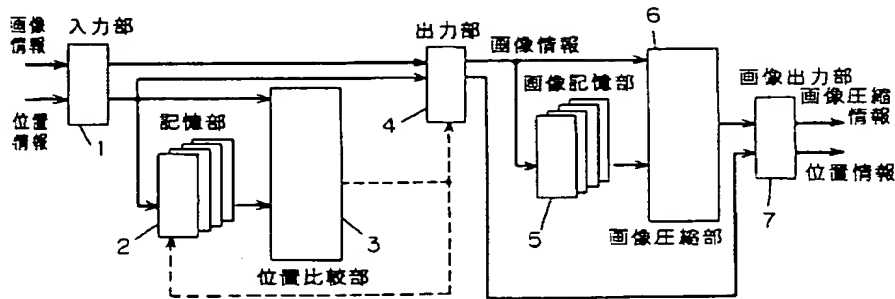 画像
情報
入力部
位置
情報
1
記憶部
2
3
位置比較部
出力部
4
画像情報
画像記憶部
5
6
画像圧縮部
画像出力部
画像圧縮
情報
位置情報
7